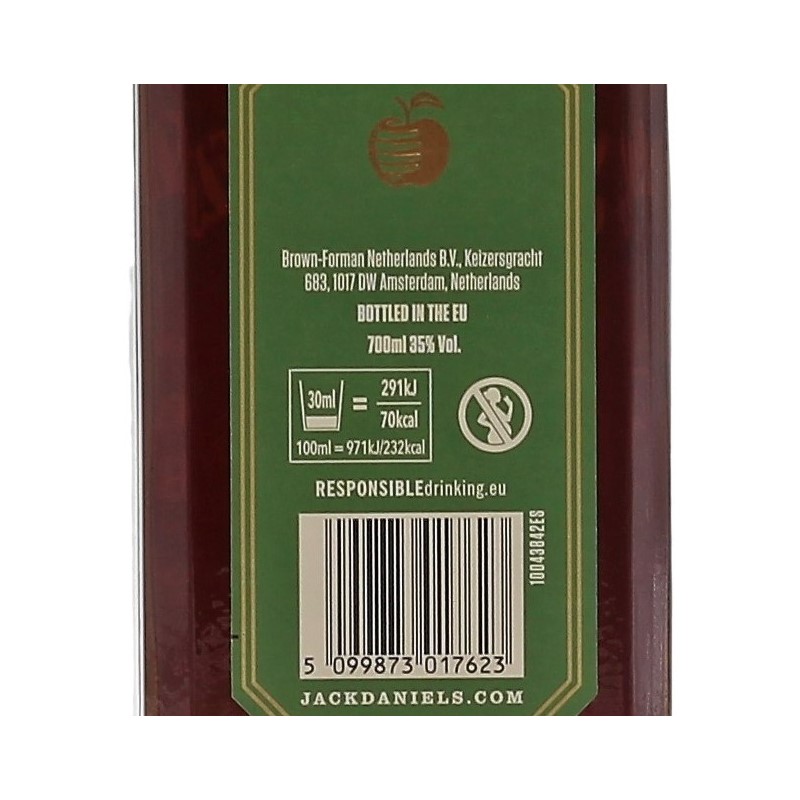 Brown-Forman Netherlands B.V., Keizersgracht
683, 1017 DW Amsterdam, Netherlands
BOTTLED IN THE EU
700ml 35% Vol.
30ml = 291kJ
70kcal
100ml = 971kJ/232kcal
RESPONSIBLEdrinking.eu
10043842ES
5 099873 017623
JACKDANIELS.COM